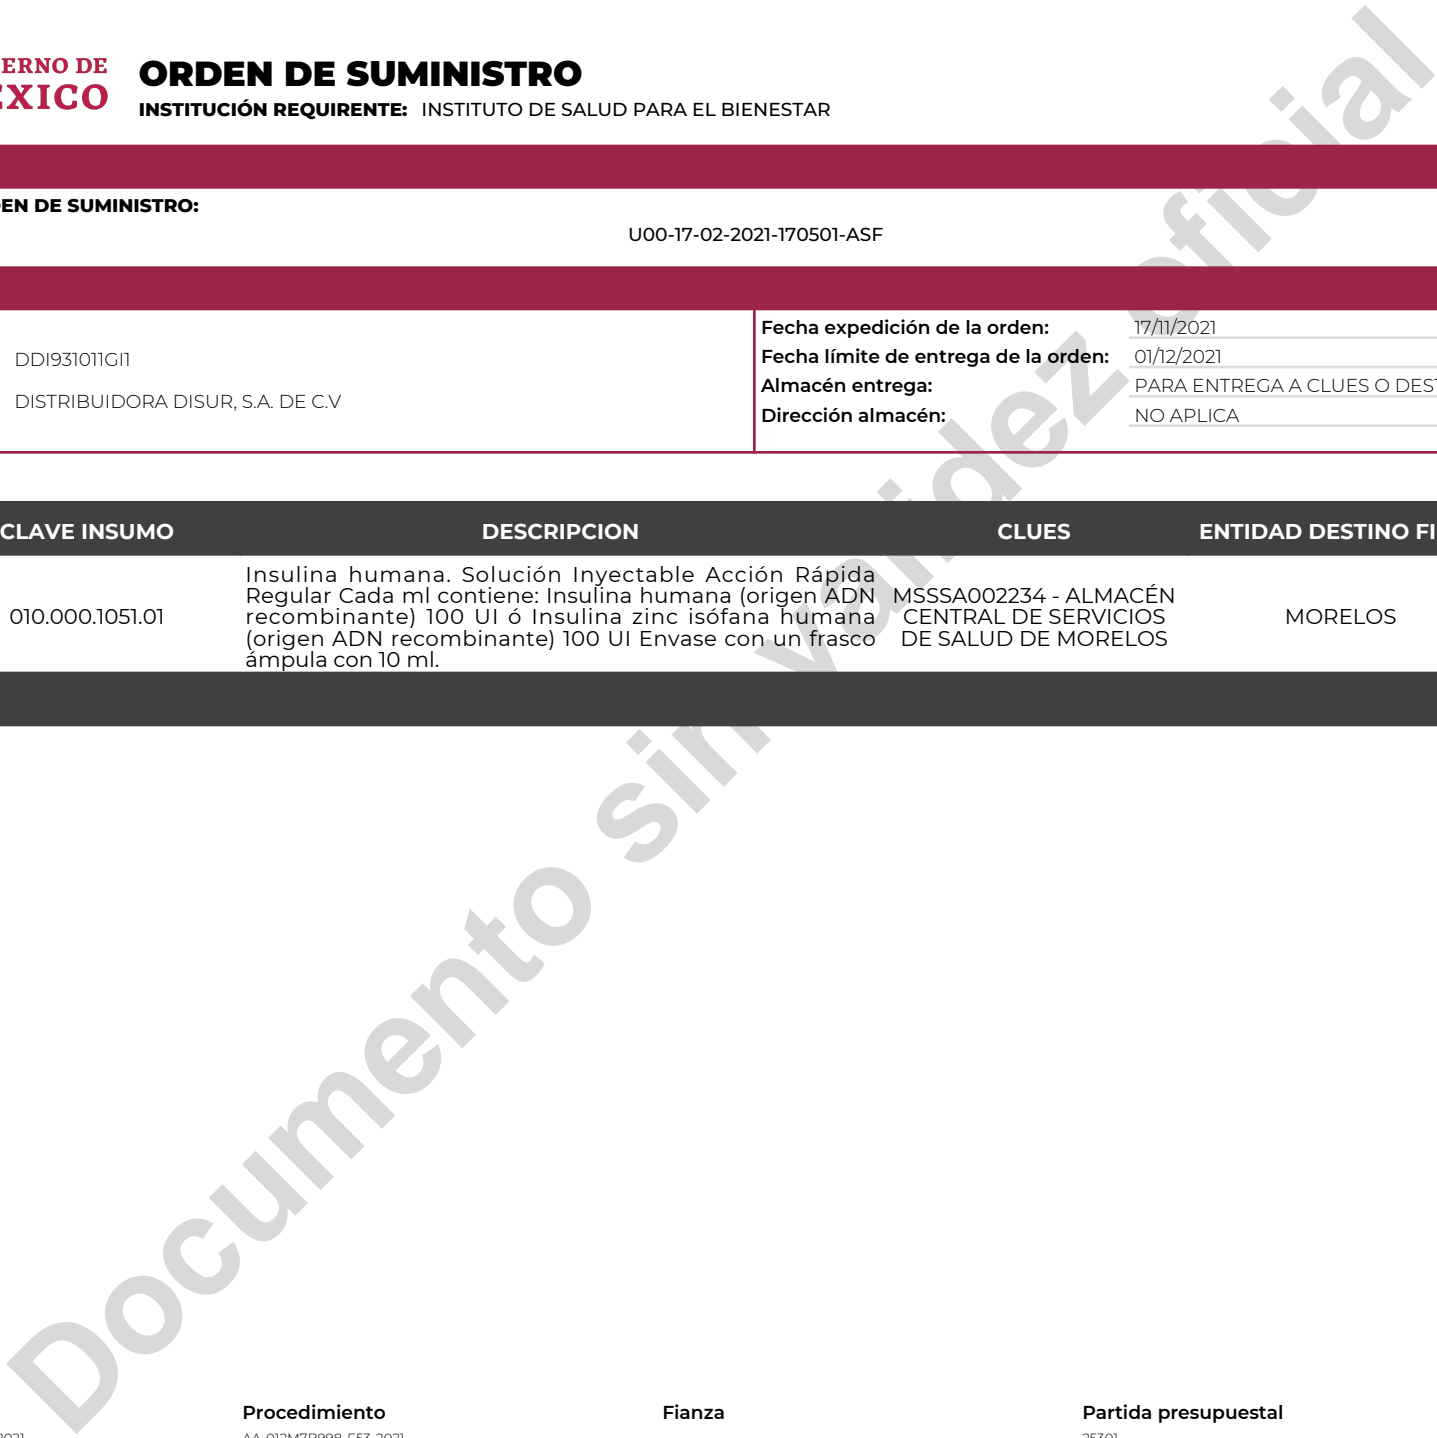 ERNO DE
ÉXICO
ORDEN DE SUMINISTRO
INSTITUCIÓN REQUIRENTE: INSTITUTO DE SALUD PARA EL BIENESTAR
EN DE SUMINISTRO:
U00-17-02-2021-170501-ASF
DDI931011GI1
DISTRIBUIDORA DISUR, S.A. DE C.V
Fecha expedición de la orden: 17/11/2021
Fecha límite de entrega de la orden: 01/12/2021
Almacén entrega: PARA ENTREGA A CLUES O DEST
Dirección almacén: NO APLICA
CLAVE INSUMO DESCRIPCION CLUES ENTIDAD DESTINO FI
010.000.1051.01
Insulina humana. Solución Inyectable Acción Rápida
Regular Cada ml contiene: Insulina humana (origen ADN
recombinante) 100 UI ó Insulina zinc isófana humana
(origen ADN recombinante) 100 UI Envase con un frasco
ámpula con 10 ml.
MSSSA002234 - ALMACÉN
CENTRAL DE SERVICIOS
DE SALUD DE MORELOS
MORELOS
Documento sin validez oficial
Procedimiento Fianza Partida presupuestal